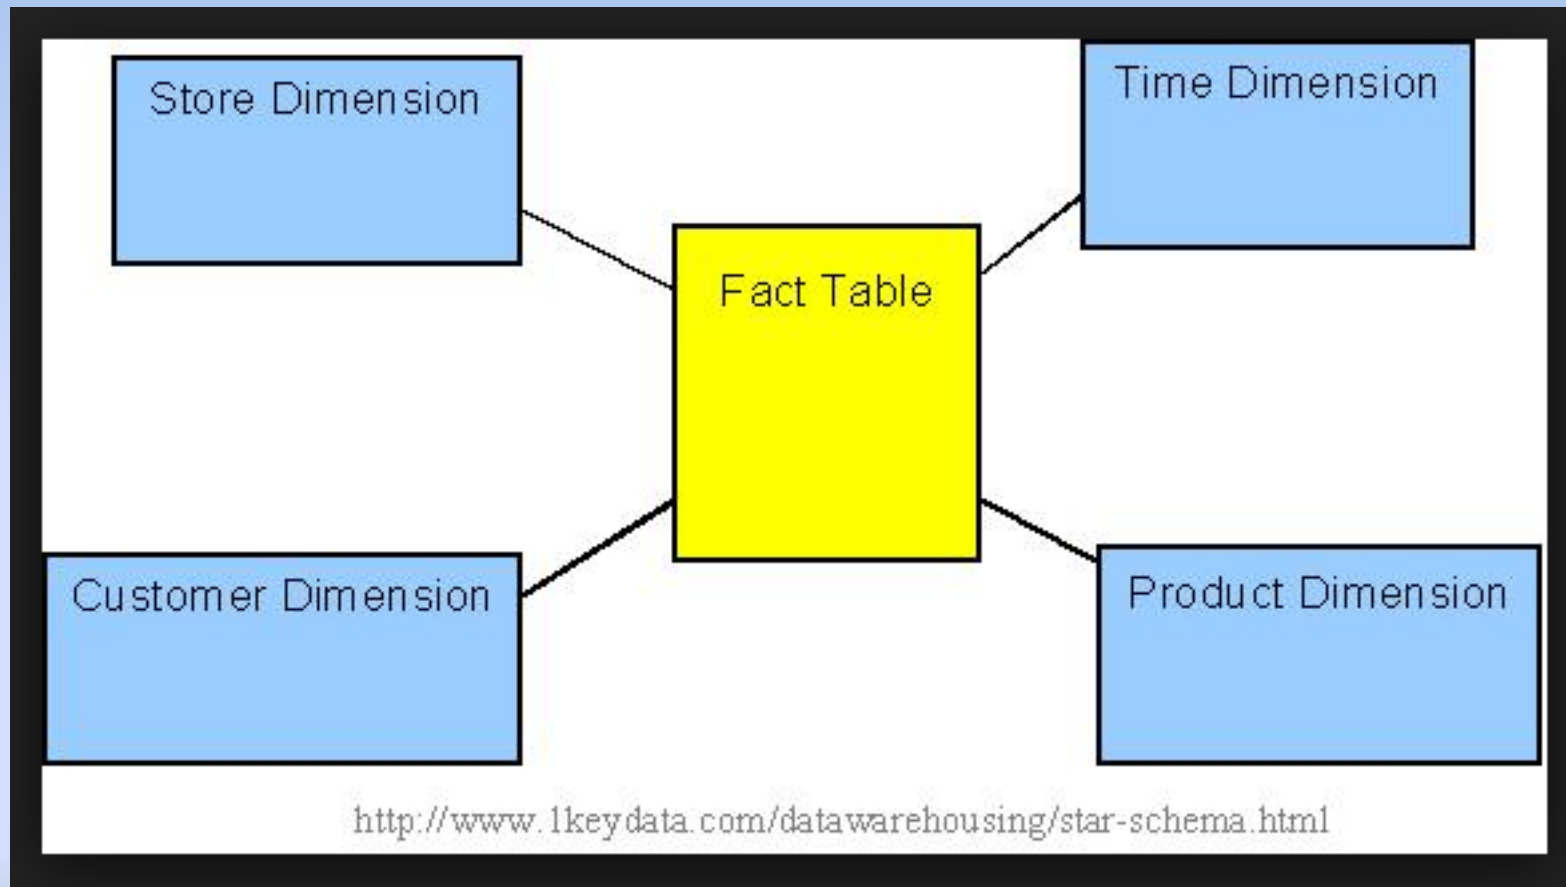 Store Dimension
Time Dimension
Fact Table
Customer Dimension
Product Dimension
http://www.1keydata.com/datawarehousing/star-schema.html